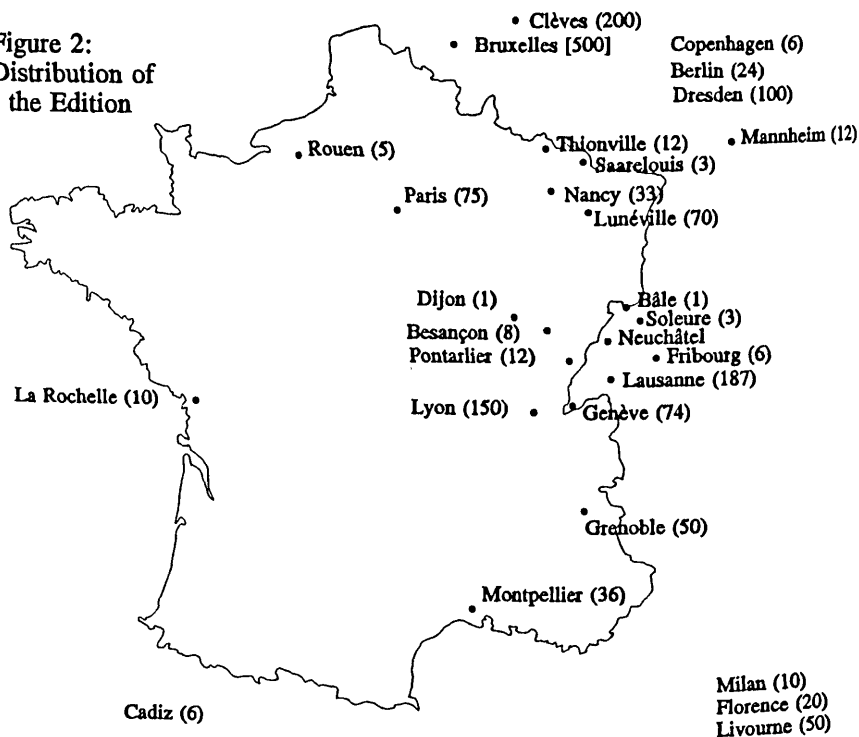 Figure 2:
Distribution of
the Edition
Clèves (200)
Bruxelles [500]
Copenhagen (6)
Berlin (24)
Dresden (100)
Mannheim (12)
Thionville (12)
Saarelouis (3)
Rouen (5)
Paris (75)
Nancy (33)
Lunéville (70)
Dijon (1)
Bâle (1)
Soleure (3)
Besançon (8)
Neuchâtel
Pontarlier (12)
Fribourg (6)
Lausanne (187)
La Rochelle (10)
Lyon (150)
Genève (74)
Grenoble (50)
Montpellier (36)
Cadiz (6)
Milan (10)
Florence (20)
Livourne (50)